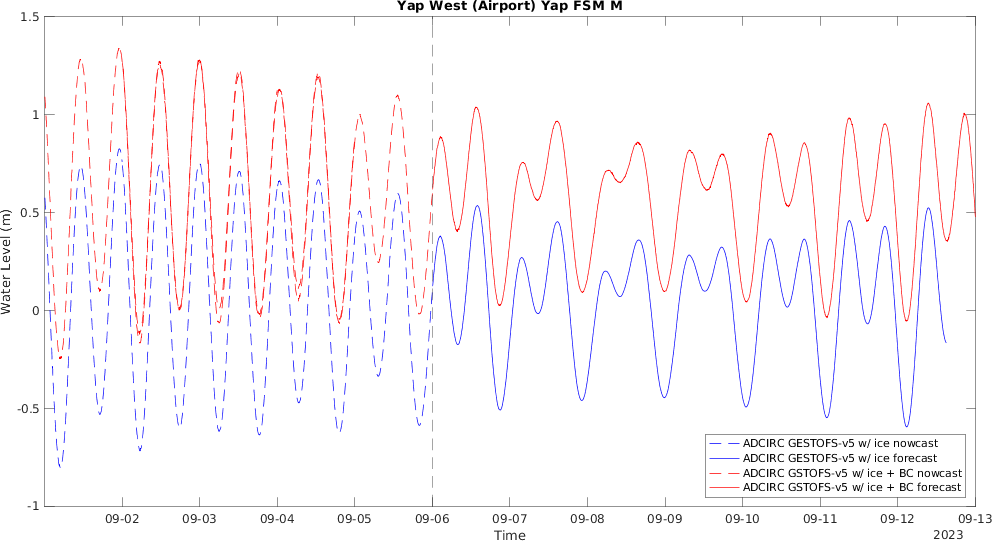 Yap West (Airport) Yap FSM M
1.5
1
0.5
0
-0.5
-1
Water Level (m)
09-02
09-03
09-04
09-05
09-06
09-07
09-08
09-09
09-10
09-11
09-12
09-13
Time
2023
ADCIRC GESTOFS-v5 w/ ice nowcast
ADCIRC GESTOFS-v5 w/ ice forecast
ADCIRC GSTOFS-v5 w/ ice + BC nowcast
ADCIRC GSTOFS-v5 w/ ice + BC forecast